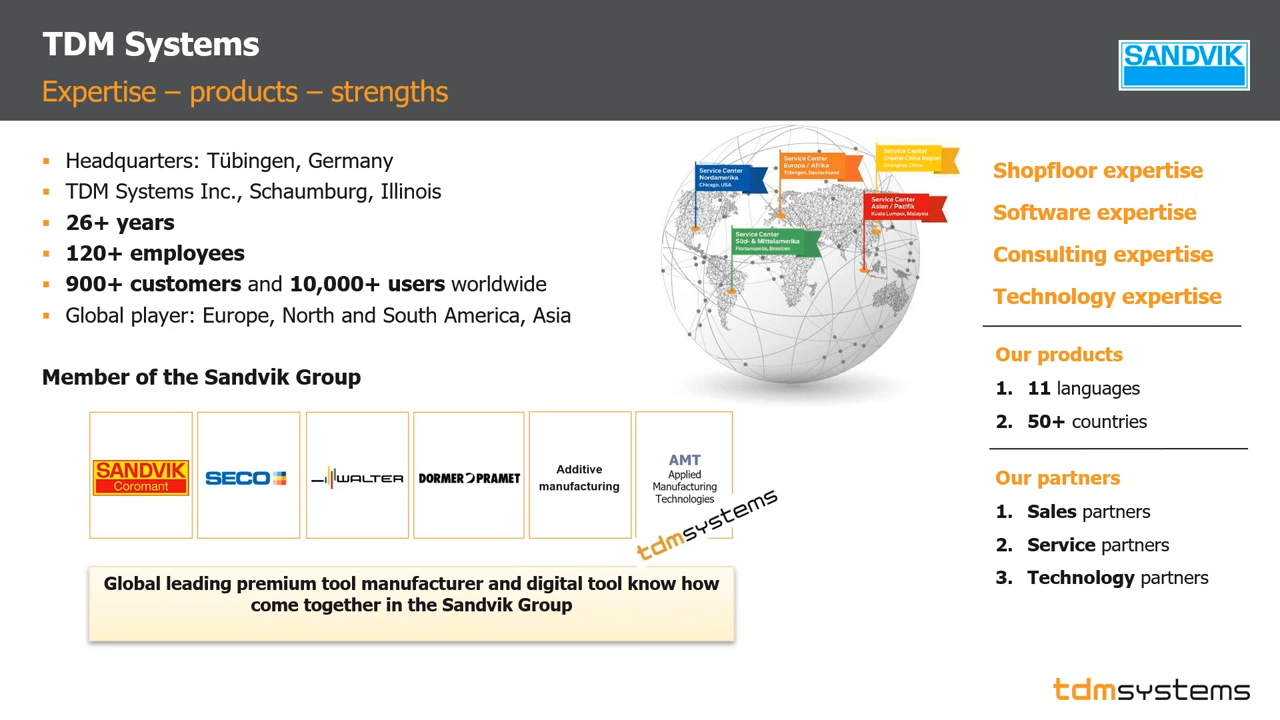 TDM Systems
Expertise – products – strengths
SANDVIK
▪ Headquarters: Tübingen, Germany
▪ TDM Systems Inc., Schaumburg, Illinois
▪ 26+ years
▪ 120+ employees
▪ 900+ customers and 10,000+ users worldwide
▪ Global player: Europe, North and South America, Asia
Service Center
Nordamerika
Chicago, USA
Service Center
Europa / Afrika
Tübingen, Deutschland
Service Center
Greater China Region
Shanghai, China
Service Center
Asien / Pazifik
Kuala Lumpur, Malaysia
Service Center
Süd- & Mittelamerika
Florianopolis, Brasilien
Shopfloor expertise
Software expertise
Consulting expertise
Technology expertise
Our products
1. 11 languages
2. 50+ countries
Our partners
1. Sales partners
2. Service partners
3. Technology partners
Member of the Sandvik Group
SANDVIK
Coromant
SECO
WALTER
DORMER PRAMET
Additive
manufacturing
AMT
Applied
Manufacturing
Technologies
tdmsystems
Global leading premium tool manufacturer and digital tool know how
come together in the Sandvik Group
tdmsystems